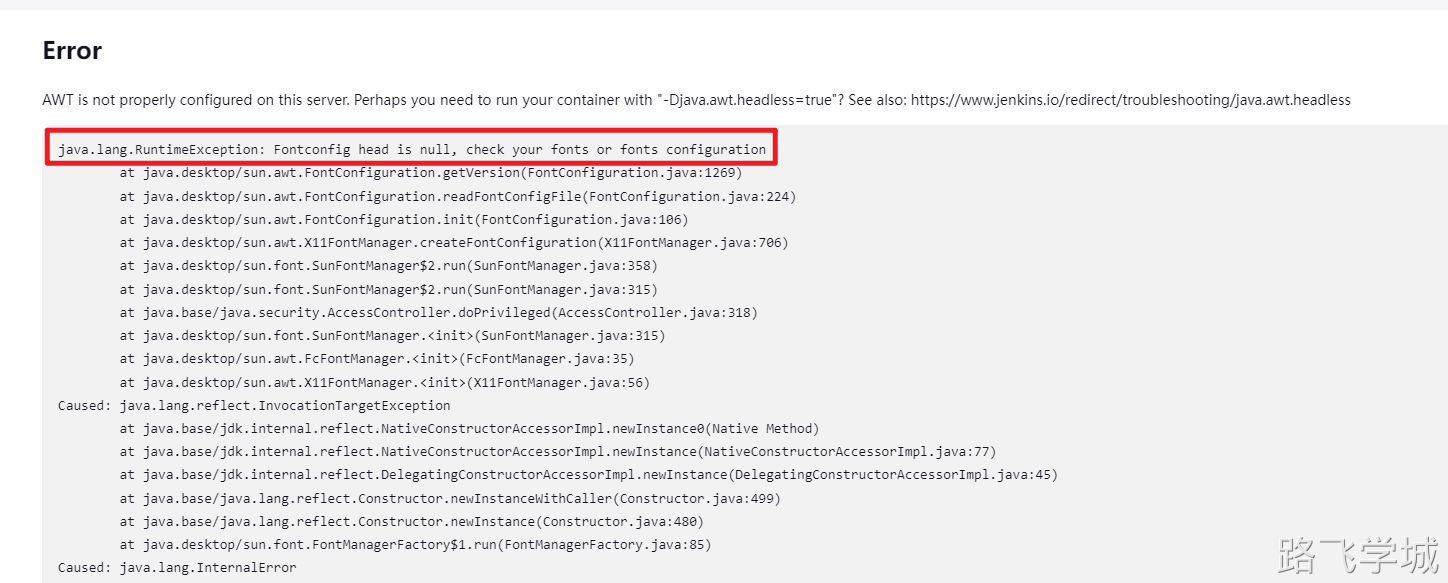 Error
AWT is not properly configured on this server. Perhaps you need to run your container with "-Djava.awt.headless=true"? See also: https://www.jenkins.io/redirect/troubleshooting/java.awt.headless
java.lang.RuntimeException: Fontconfig head is null, check your fonts or fonts configuration
at java.desktop/sun.awt.FontConfiguration.getVersion(FontConfiguration.java:1269)
at java.desktop/sun.awt.FontConfiguration.readFontConfigFile(FontConfiguration.java:224)
at java.desktop/sun.awt.FontConfiguration.init(FontConfiguration.java:106)
at java.desktop/sun.awt.X11FontManager.createFontConfiguration(X11FontManager.java:706)
at java.desktop/sun.font.SunFontManager$2.run(SunFontManager.java:358)
at java.desktop/sun.font.SunFontManager$2.run(SunFontManager.java:315)
at java.base/java.security.AccessController.doPrivileged(AccessController.java:318)
at java.desktop/sun.font.SunFontManager.<init>(SunFontManager.java:315)
at java.desktop/sun.awt.FcFontManager.<init>(FcFontManager.java:35)
at java.desktop/sun.awt.X11FontManager.<init>(X11FontManager.java:56)
Caused: java.lang.reflect.InvocationTargetException
at java.base/jdk.internal.reflect.NativeConstructorAccessorImpl.newInstance0(Native Method)
at java.base/jdk.internal.reflect.NativeConstructorAccessorImpl.newInstance(NativeConstructorAccessorImpl.java:77)
at java.base/jdk.internal.reflect.DelegatingConstructorAccessorImpl.newInstance(DelegatingConstructorAccessorImpl.java:45)
at java.base/java.lang.reflect.Constructor.newInstanceWithCaller(Constructor.java:499)
at java.base/java.lang.reflect.Constructor.newInstance(Constructor.java:480)
at java.desktop/sun.font.FontManagerFactory$1.run(FontManagerFactory.java:85)
Caused: java.lang.InternalError
路飞学城